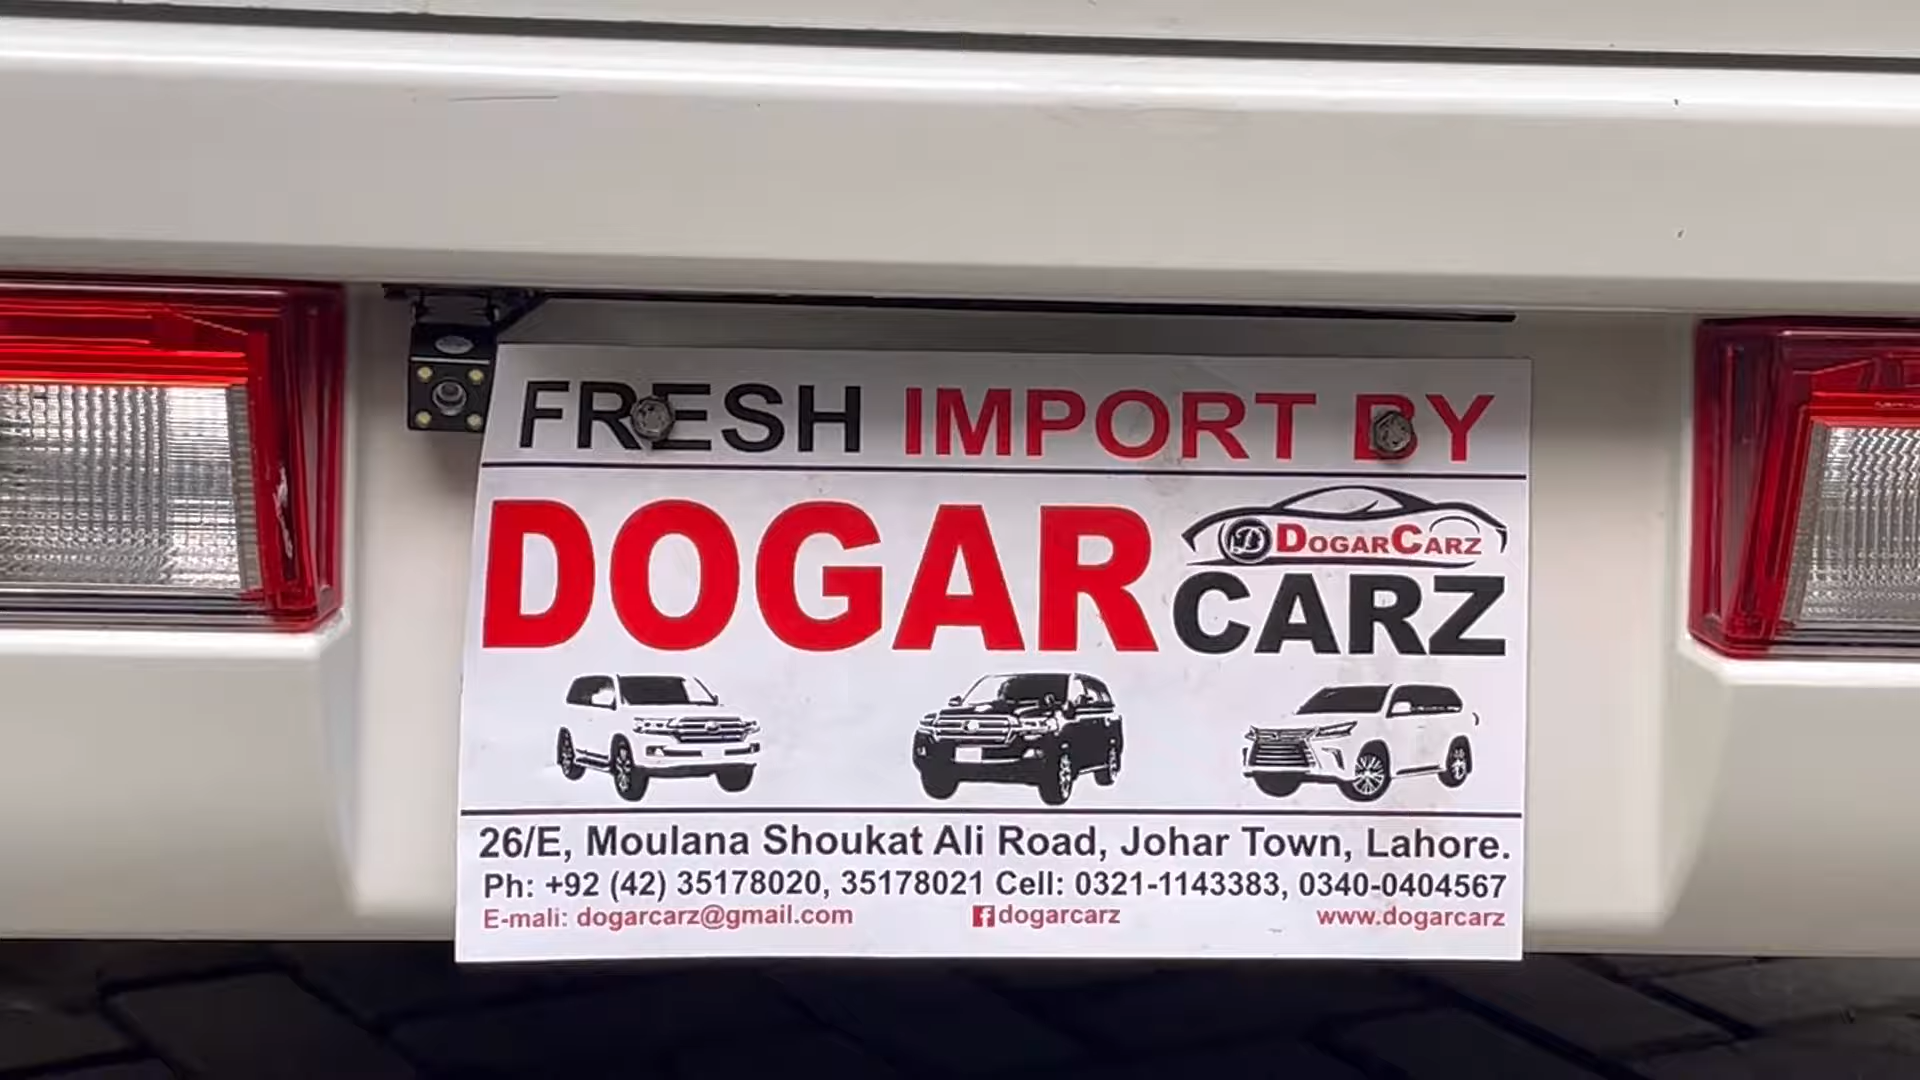 FRESH IMPORT BY
DOGARCARZ
DOGAR CARZ
26/E, Moulana Shoukat Ali Road, Johar Town, Lahore.
Ph: +92 (42) 35178020, 35178021 Cell: 0321-1143383, 0340-0404567
E-mali: dogarcarz@gmail.com dogarcarz www.dogarcarz